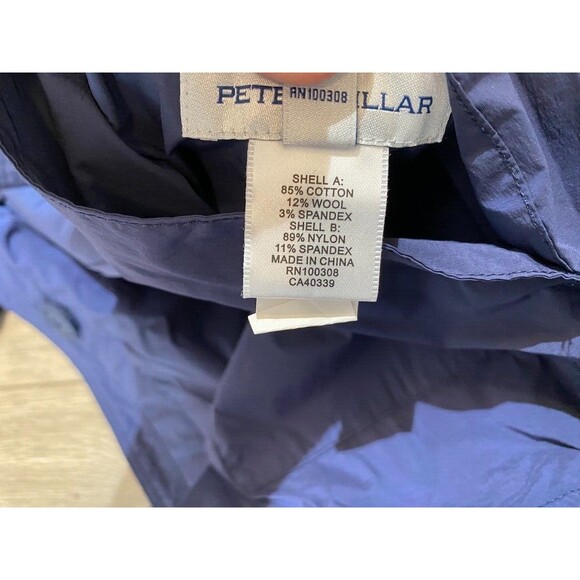 PETE ILLAR
RN100308
SHELL A:
85% COTTON
12% WOOL
3% SPANDEX
SHELL B:
89% NYLON
11% SPANDEX
MADE IN CHINA
RN100308
CA40339